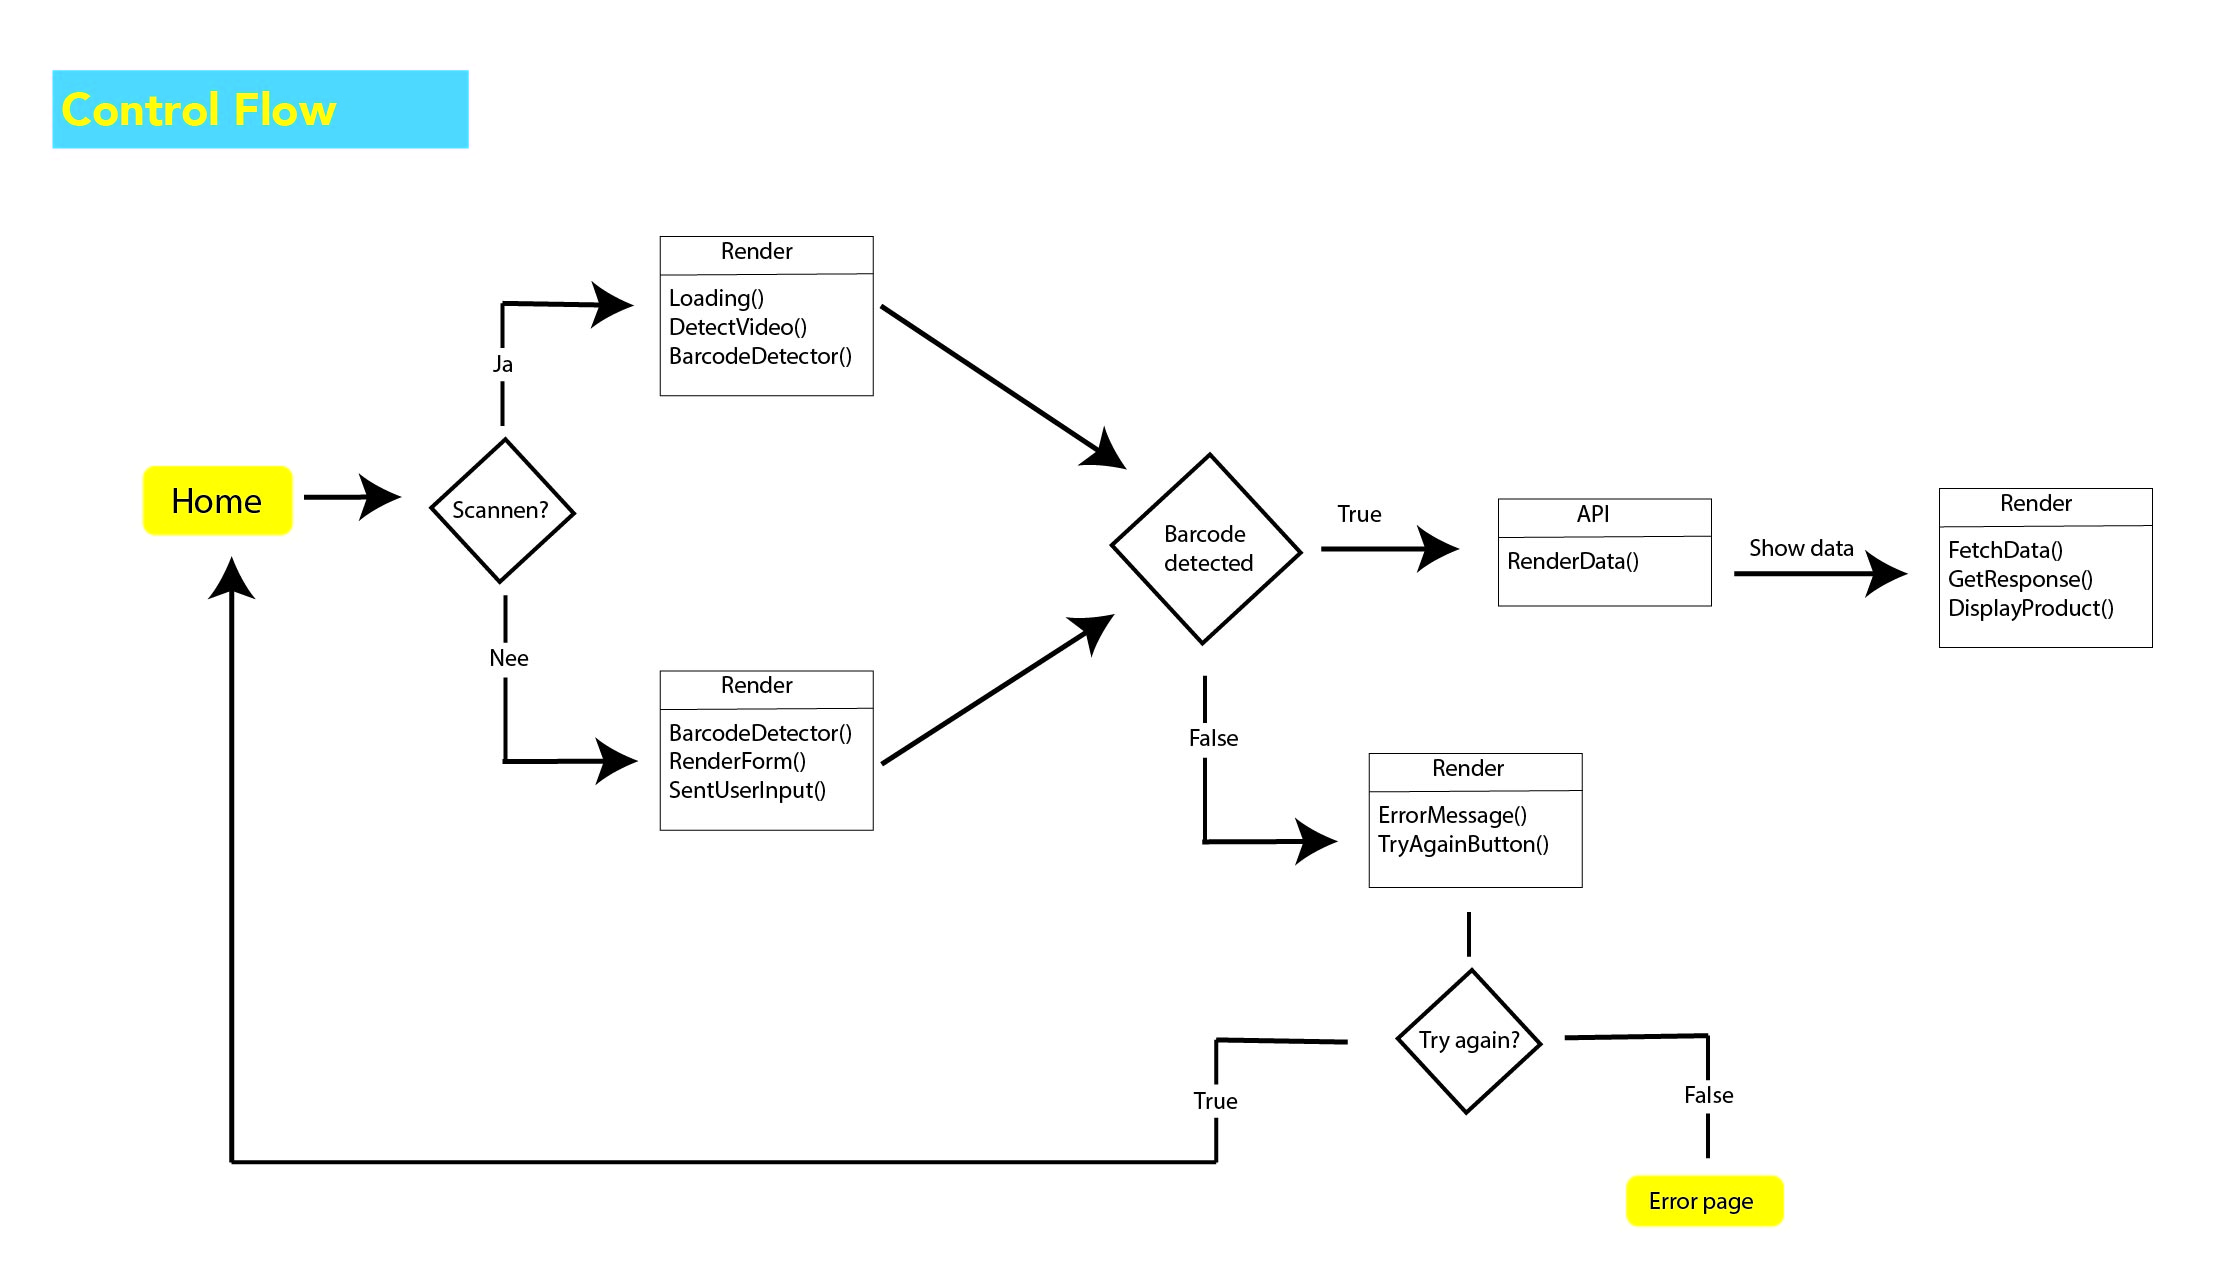 Control Flow
Render
Loading()
DetectVideo()
BarcodeDetector()
Ja
Home
Scannen?
Nee
Render
BarcodeDetector()
RenderForm()
SentUserInput()
Barcode
detected
True
API
RenderData()
Show data
Render
FetchData()
GetResponse()
DisplayProduct()
False
Render
ErrorMessage()
TryAgainButton()
Try again?
True
False
Error page